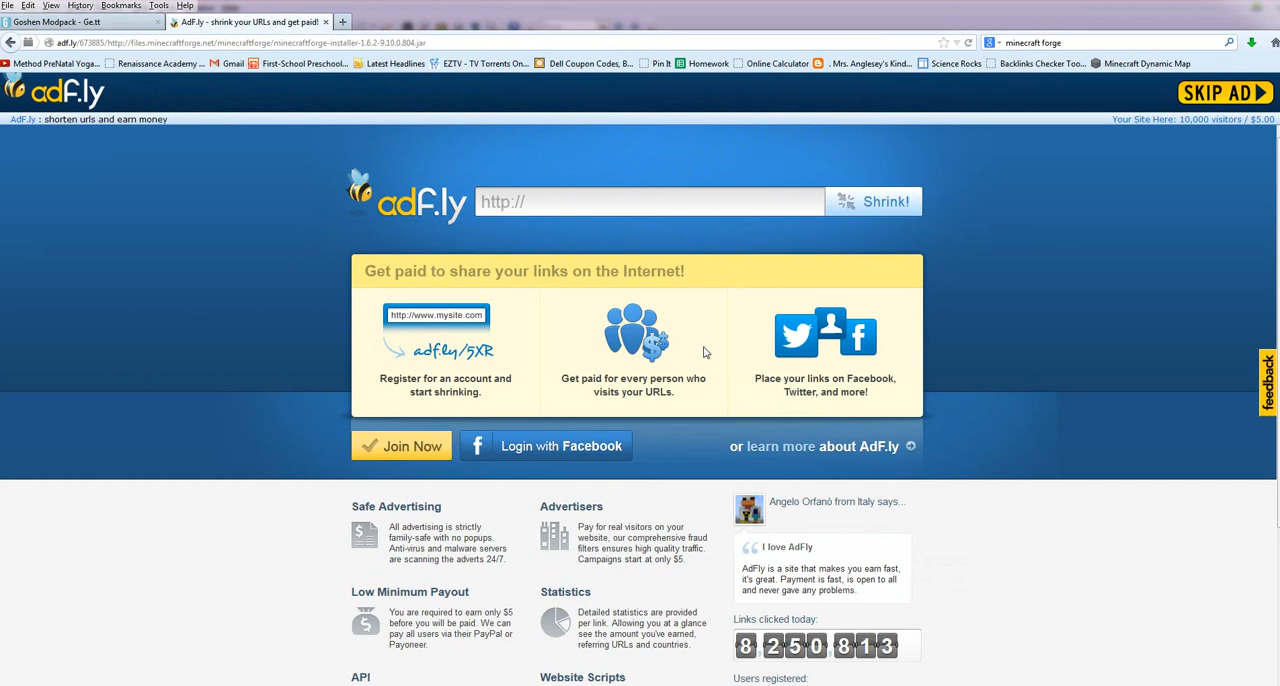 File Edit View History Bookmarks Tools Help
Goshen Modpack - Ge.tt × AdF.ly - shrink your URLs and get paid! × +
adf.ly/673885/http://files.minecraftforge.net/minecraftforge/minecraftforge-installer-1.6.2-9.10.0.804.jar minecraft forge
Method PreNatal Yoga... Renaissance Academy ... Gmail First-School Preschool... Latest Headlines EZTV - TV Torrents On... Dell Coupon Codes, B... Pin It Homework Online Calculator . Mrs. Anglesey's Kind... Science Rocks Backlinks Checker Too... Minecraft Dynamic Map
adf.ly SKIP AD
AdF.ly : shorten urls and earn money Your Site Here: 10,000 visitors / $5.00
adf.ly http:// Shrink!
Get paid to share your links on the Internet!
http://www.mysite.com
adf.ly/5XR
Register for an account and
start shrinking.
Get paid for every person who
visits your URLs.
Place your links on Facebook,
Twitter, and more!
feedback
Join Now Login with Facebook or learn more about AdF.ly
Safe Advertising
All advertising is strictly
family-safe with no popups.
Anti-virus and malware servers
are scanning the adverts 24/7.
Advertisers
Pay for real visitors on your
website, our comprehensive fraud
filters ensures high quality traffic.
Campaigns start at only $5.
Angelo Orfanò from Italy says...
I love AdFly
AdFly is a site that makes you earn fast,
it's great. Payment is fast, is open to all
and never gave any problems.
Low Minimum Payout
You are required to earn only $5
before you will be paid. We can
pay all users via their PayPal or
Payoneer.
Statistics
Detailed statistics are provided
per link. Allowing you at a glance
see the amount you've earned,
referring URLs and countries.
Links clicked today:
8,250,813
API
Website Scripts
Users registered: